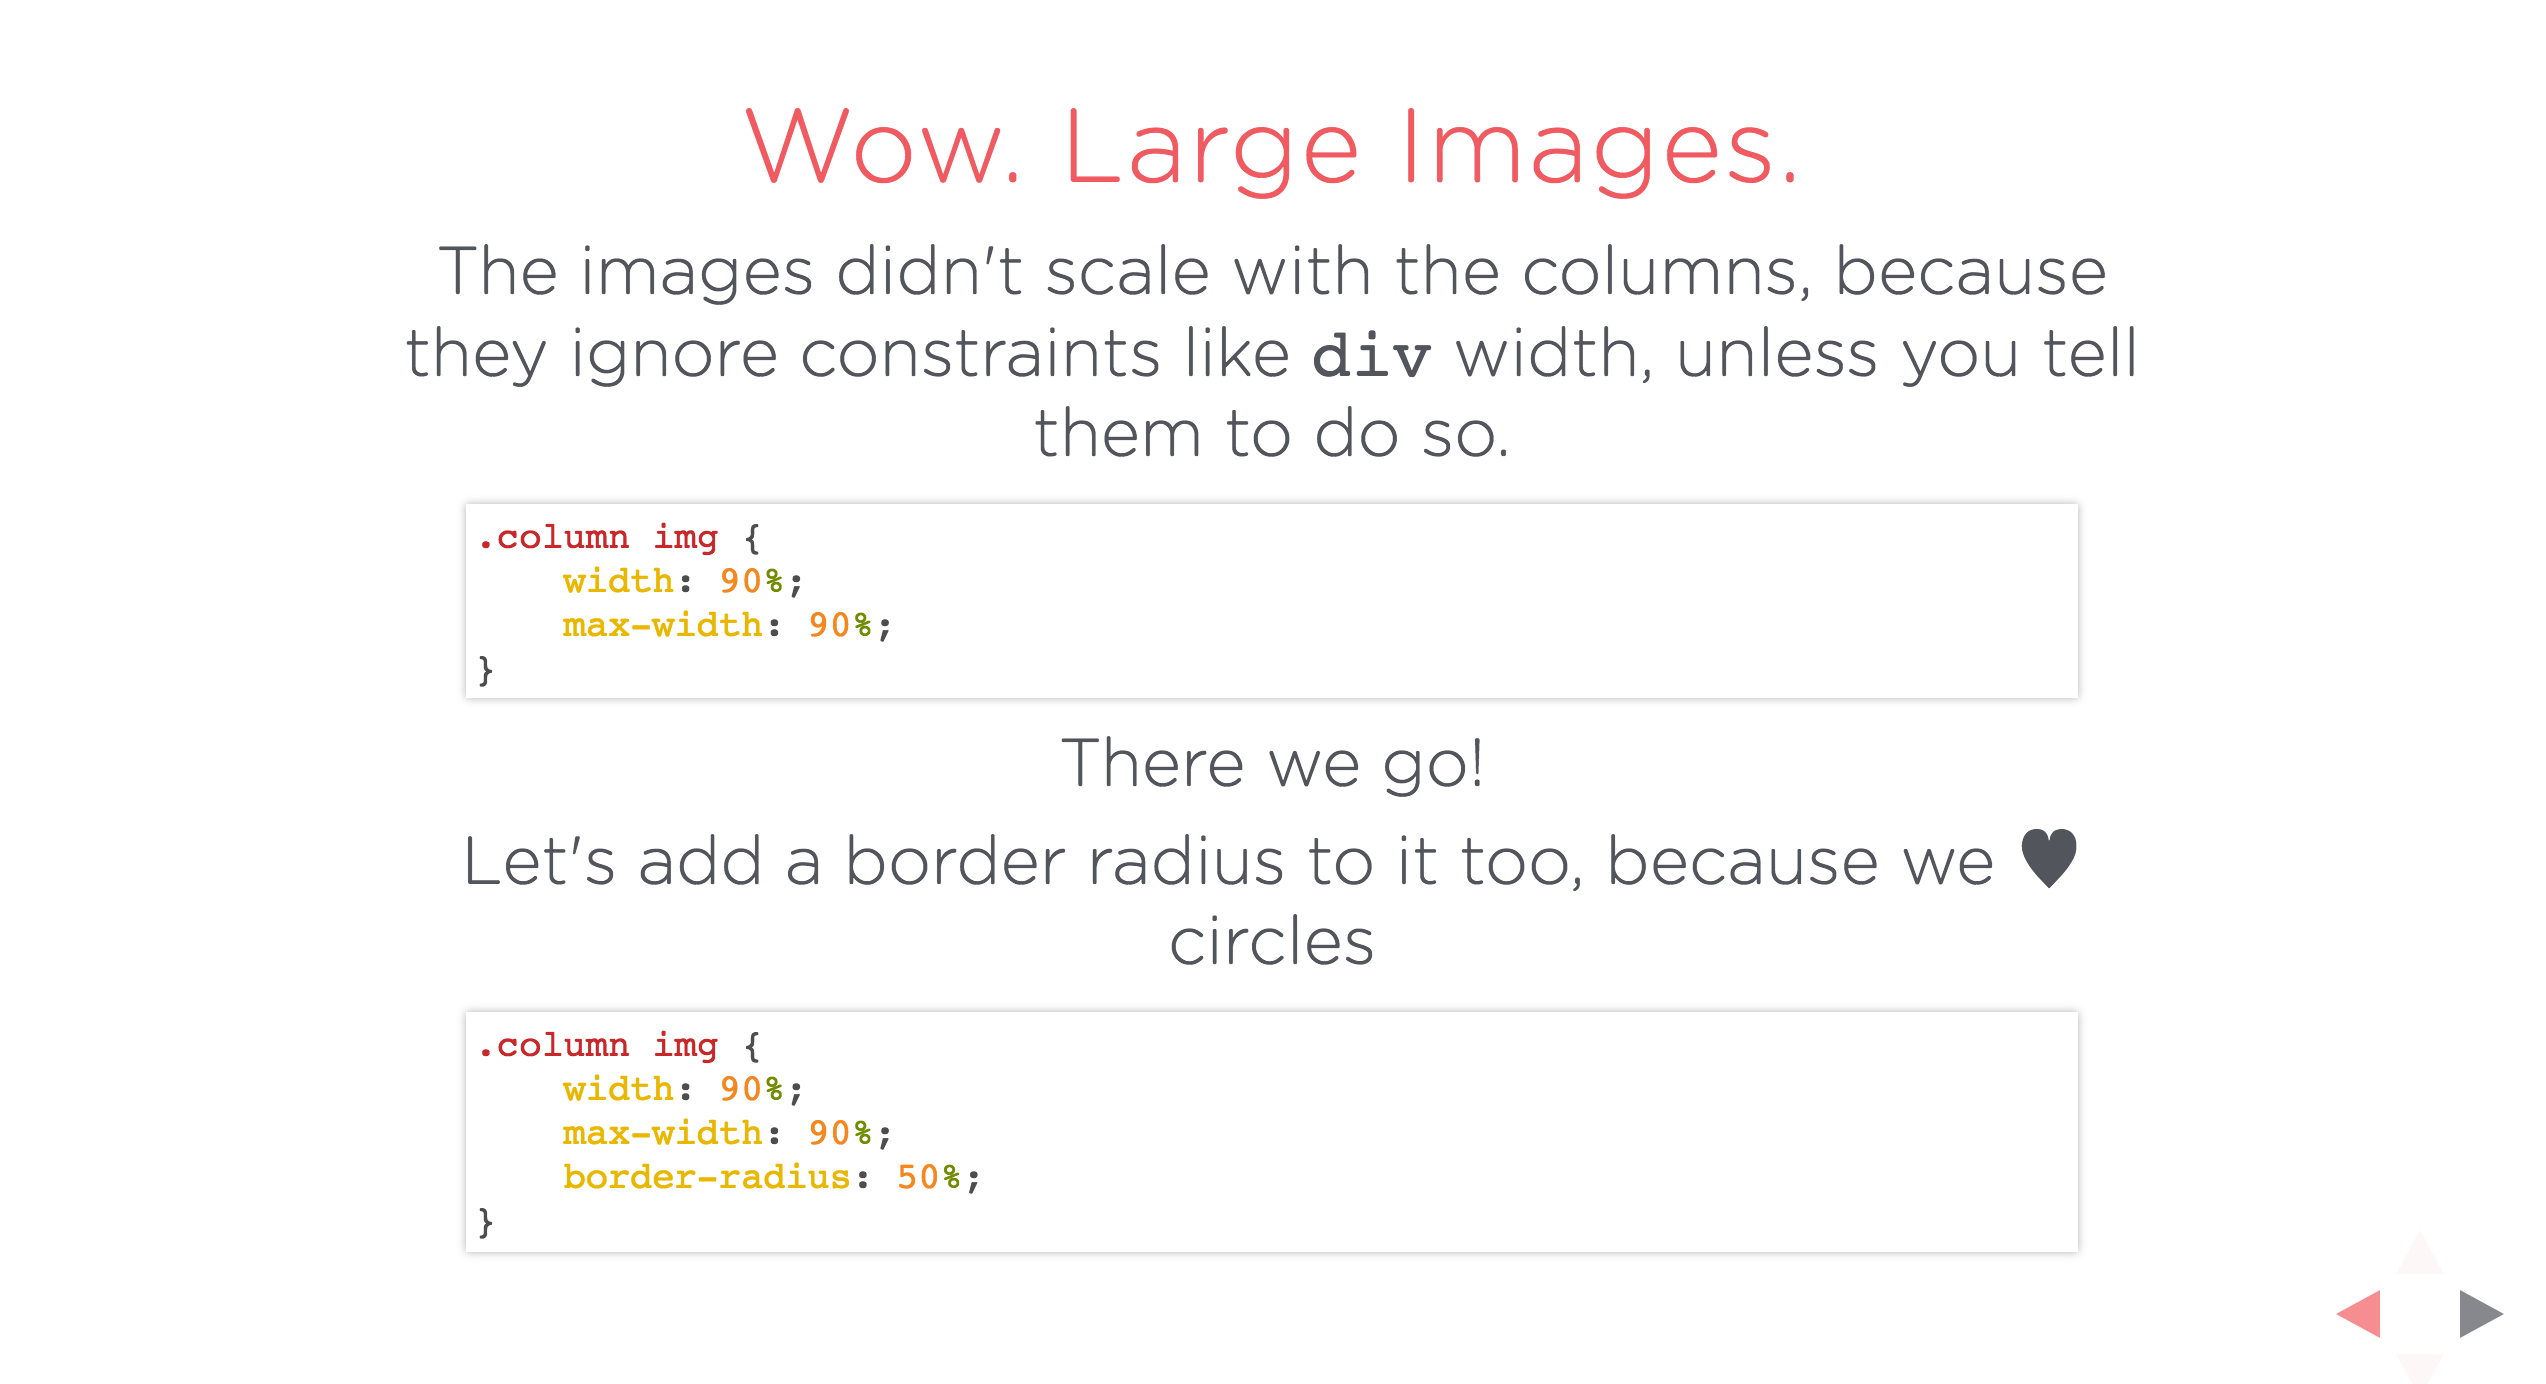 Wow. Large Images.
The images didn't scale with the columns, because
they ignore constraints like div width, unless you tell
them to do so.
.column img {
    width: 90%;
    max-width: 90%;
}
There we go!
Let's add a border radius to it too, because we ♥
circles
.column img {
    width: 90%;
    max-width: 90%;
    border-radius: 50%;
}